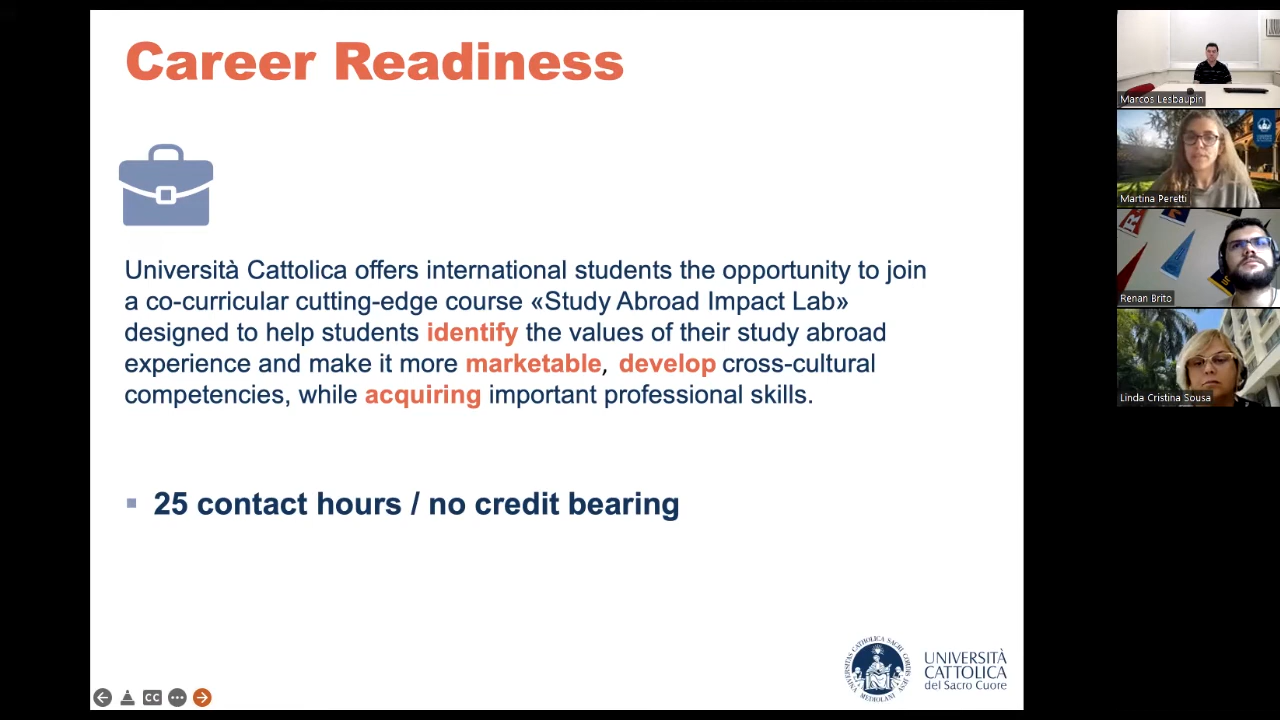 Career Readiness
Università Cattolica offers international students the opportunity to join
a co-curricular cutting-edge course «Study Abroad Impact Lab»
designed to help students identify the values of their study abroad
experience and make it more marketable, develop cross-cultural
competencies, while acquiring important professional skills.
25 contact hours / no credit bearing
UNIVERSITÀ
CATTOLICA
del Sacro Cuore
CC
Marcos Lesbaupin
Martina Peretti
Renan Brito
Linda Cristina Sousa